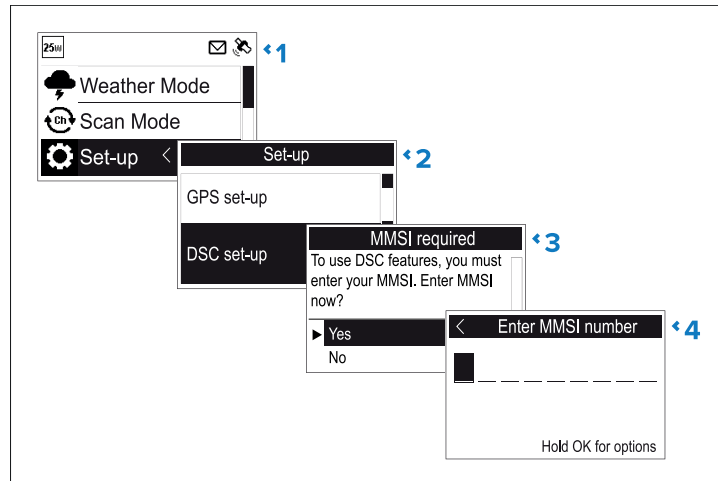 25W
1
Weather Mode
Ch
Scan Mode
Set-up <
Set-up
2
GPS set-up
DSC set-up
MMSI required
3
To use DSC features, you must
enter your MMSI. Enter MMSI
now?
Yes
No
< Enter MMSI number
4
Hold OK for options